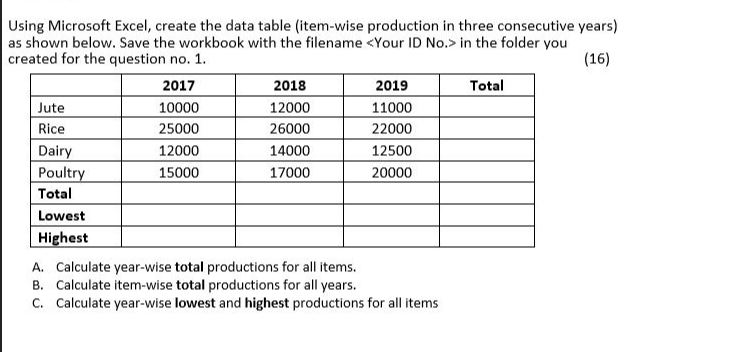 Using Microsoft Excel, create the data table (item-wise production in three consecutive years)
as shown below. Save the workbook with the filename <Your ID No.> in the folder you
created for the question no. 1. (16)
2017 2018 2019 Total
Jute 10000 12000 11000
Rice 25000 26000 22000
Dairy 12000 14000 12500
Poultry 15000 17000 20000
Total
Lowest
Highest
A. Calculate year-wise total productions for all items.
B. Calculate item-wise total productions for all years.
C. Calculate year-wise lowest and highest productions for all items